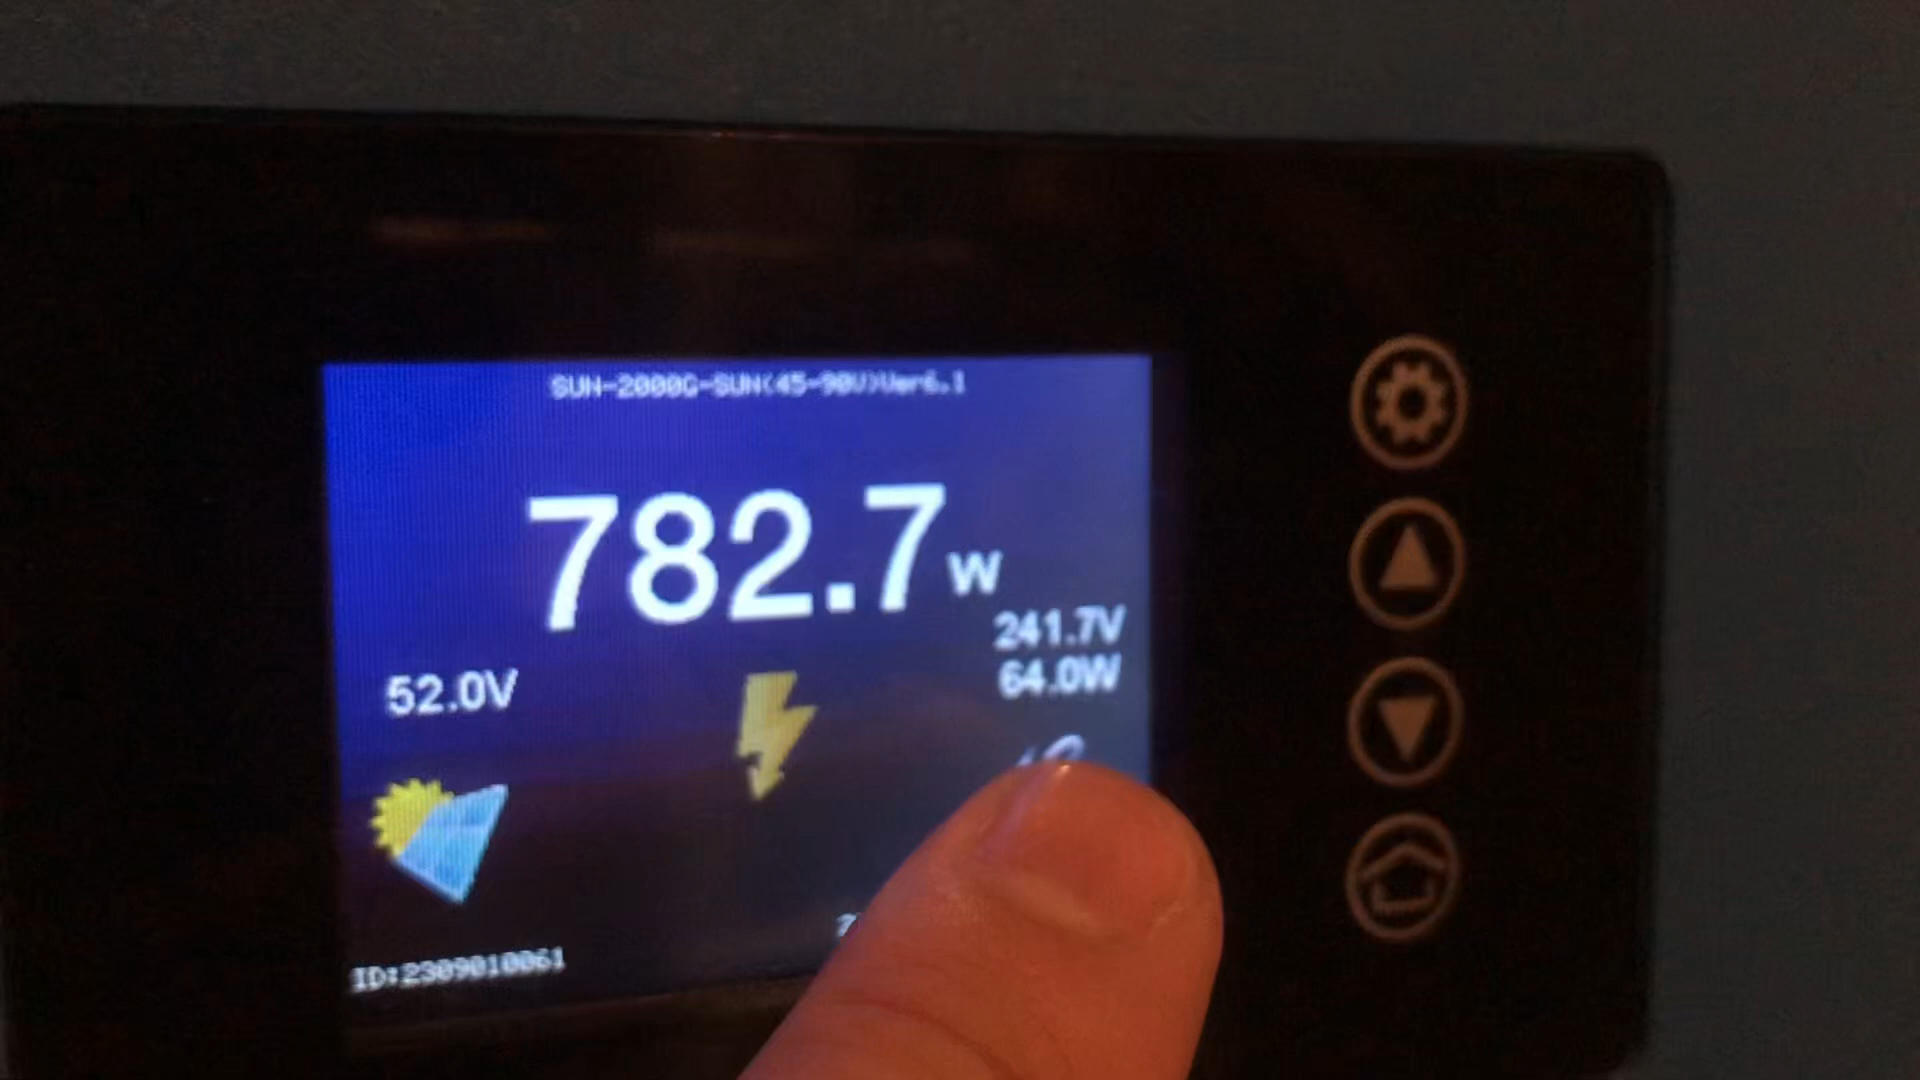 SUN-2000G-SUN(45-90V)Ver6.1
782.7 W
241.7V
64.0W
52.0V
ID:2309010061